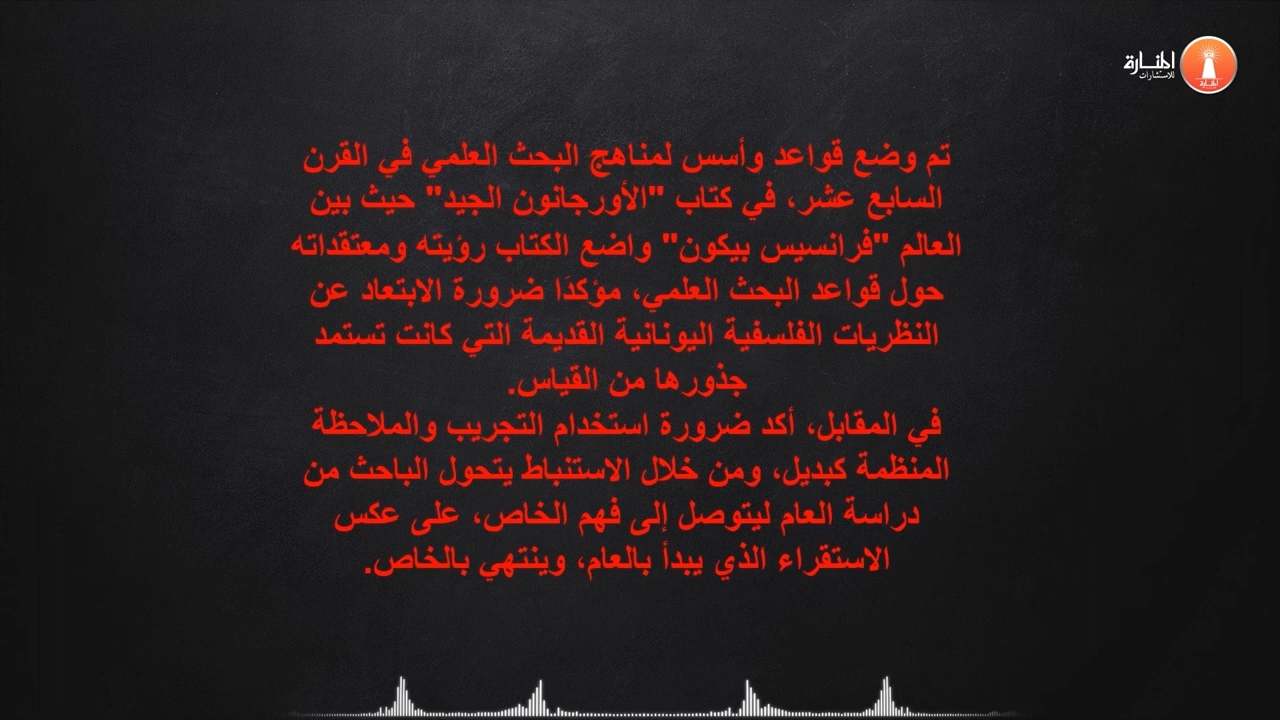 المنارة
للاستشارات
تم وضع قواعد وأسس لمناهج البحث العلمي في القرن
السابع عشر، في كتاب "الأورجانون الجيد" حيث بين
العالم "فرانسيس بيكون" واضع الكتاب رؤيته ومعتقداته
حول قواعد البحث العلمي، مؤكدَا ضرورة الابتعاد عن
النظريات الفلسفية اليونانية القديمة التي كانت تستمد
جذورها من القياس.
في المقابل، أكد ضرورة استخدام التجريب والملاحظة
المنظمة كبديل، ومن خلال الاستنباط يتحول الباحث من
دراسة العام ليتوصل إلى فهم الخاص، على عكس
الاستقراء الذي يبدأ بالعام، وينتهي بالخاص.